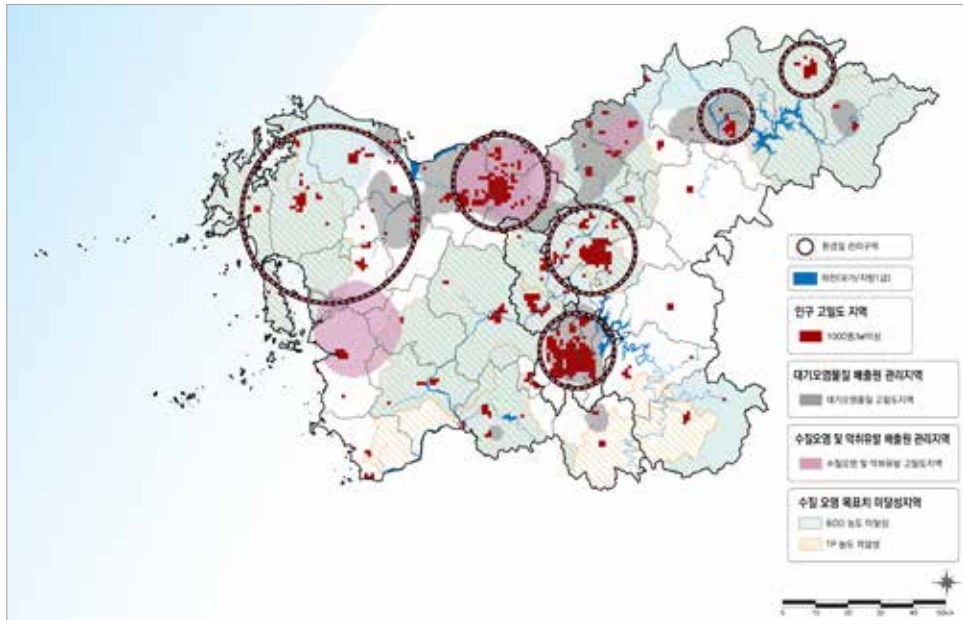 환경질 관리구역
하천(국가/지방1급)
인구 고밀도 지역
1000명/㎢이상
대기오염물질 배출원 관리지역
대기오염물질 고밀도지역
수질오염 및 악취유발 배출원 관리지역
수질오염 및 악취유발 고밀도지역
수질 오염 목표치 미달성지역
BOD 농도 미달성
TP 농도 미달성